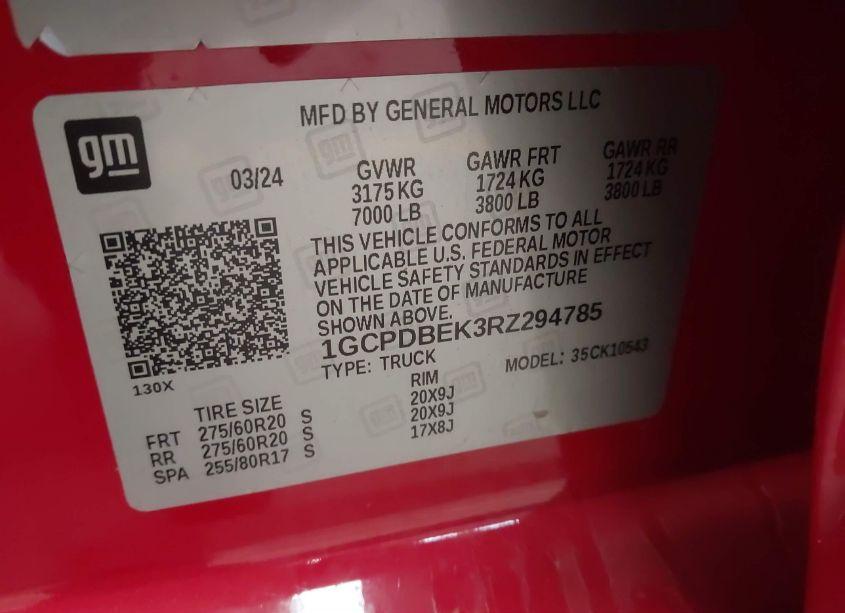 MFD BY GENERAL MOTORS LLC
gm
03/24
GVWR GAWR FRT GAWR RR
3175 KG 1724 KG 1724 KG
7000 LB 3800 LB 3800 LB
THIS VEHICLE CONFORMS TO ALL
APPLICABLE U.S. FEDERAL MOTOR
VEHICLE SAFETY STANDARDS IN EFFECT
ON THE DATE OF MANUFACTURE
SHOWN ABOVE.
1GCPDBEK3RZ294785
TYPE: TRUCK MODEL: 35CK10543
130X
TIRE SIZE RIM
FRT 275/60R20 S 20X9J
RR 275/60R20 S 20X9J
SPA 255/80R17 S 17X8J